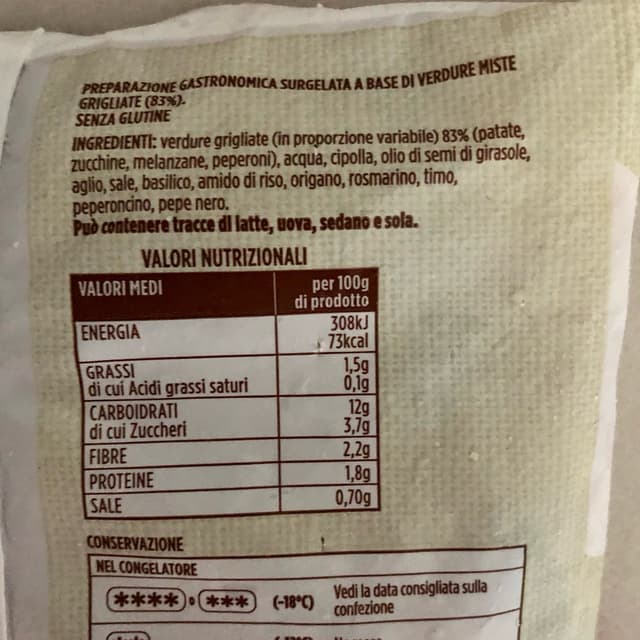 PREPARAZIONE GASTRONOMICA SURGELATA A BASE DI VERDURE MISTE
GRIGLIATE (83%).
SENZA GLUTINE
INGREDIENTI: verdure grigliate (in proporzione variabile) 83% (patate,
zucchine, melanzane, peperoni), acqua, cipolla, olio di semi di girasole,
aglio, sale, basilico, amido di riso, origano, rosmarino, timo,
peperoncino, pepe nero.
Può contenere tracce di latte, uova, sedano e soia.
VALORI NUTRIZIONALI
VALORI MEDI per 100g
di prodotto
ENERGIA 308kJ
73kcal
GRASSI 1,5g
di cui Acidi grassi saturi 0,1g
CARBOIDRATI 12g
di cui Zuccheri 3,7g
FIBRE 2,2g
PROTEINE 1,8g
SALE 0,70g
CONSERVAZIONE
NEL CONGELATORE
**** o *** (-18°C) Vedi la data consigliata sulla
confezione